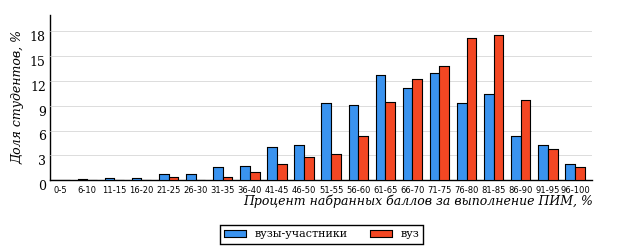 Доля студентов, %
18
15
12
9
6
3
0
0-5 6-10 11-15 16-20 21-25 26-30 31-35 36-40 41-45 46-50 51-55 56-60 61-65 66-70 71-75 76-80 81-85 86-90 91-95 96-100
Процент набранных баллов за выполнение ПИМ, %
вузы-участники вуз